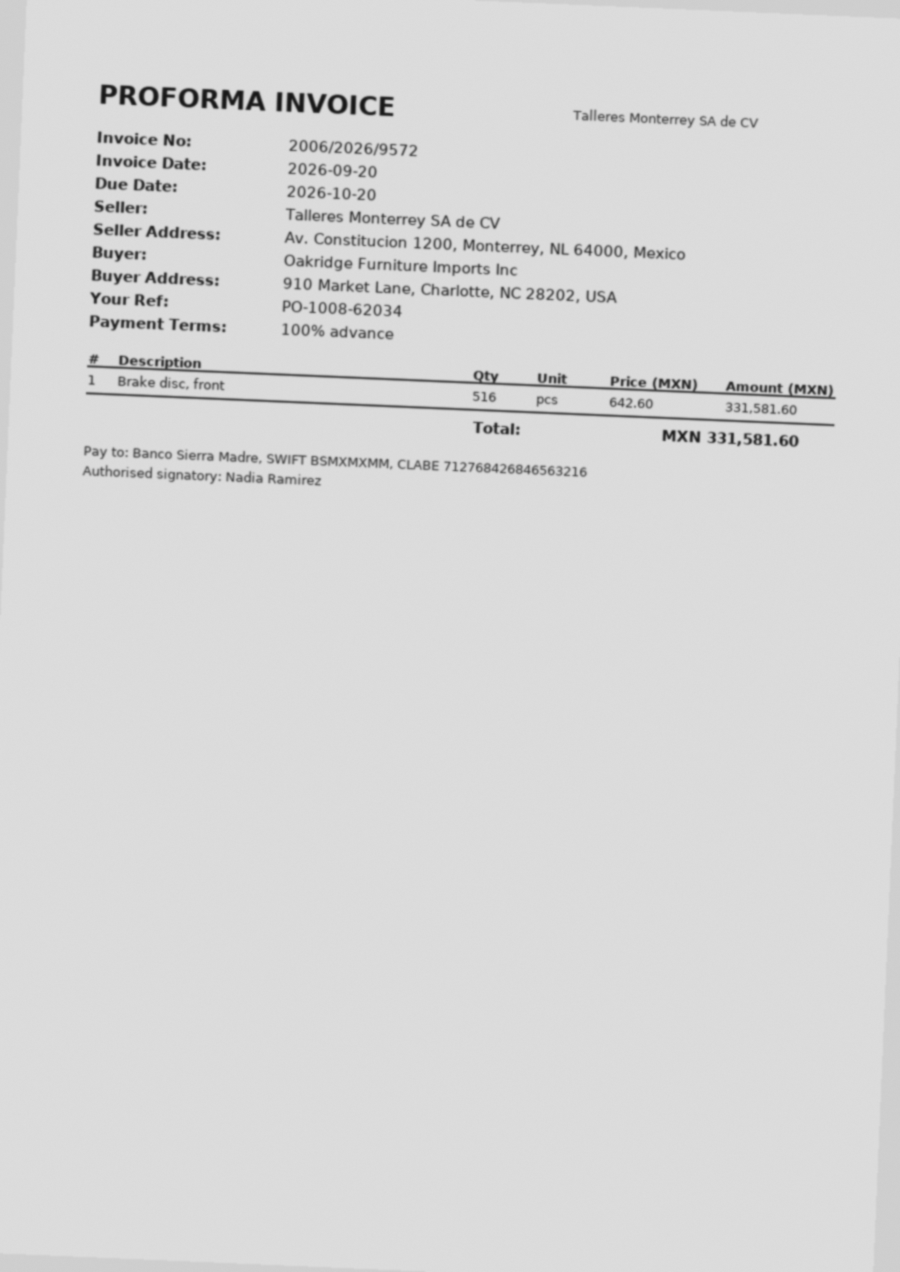 PROFORMA INVOICE
Talleres Monterrey SA de CV
Invoice No: 2006/2026/9572
Invoice Date: 2026-09-20
Due Date: 2026-10-20
Seller: Talleres Monterrey SA de CV
Seller Address: Av. Constitucion 1200, Monterrey, NL 64000, Mexico
Buyer: Oakridge Furniture Imports Inc
Buyer Address: 910 Market Lane, Charlotte, NC 28202, USA
Your Ref: PO-1008-62034
Payment Terms: 100% advance
# Description Qty Unit Price (MXN) Amount (MXN)
1 Brake disc, front 516 pcs 642.60 331,581.60
Total: MXN 331,581.60
Pay to: Banco Sierra Madre, SWIFT BSMXMXMM, CLABE 712768426846563216
Authorised signatory: Nadia Ramirez